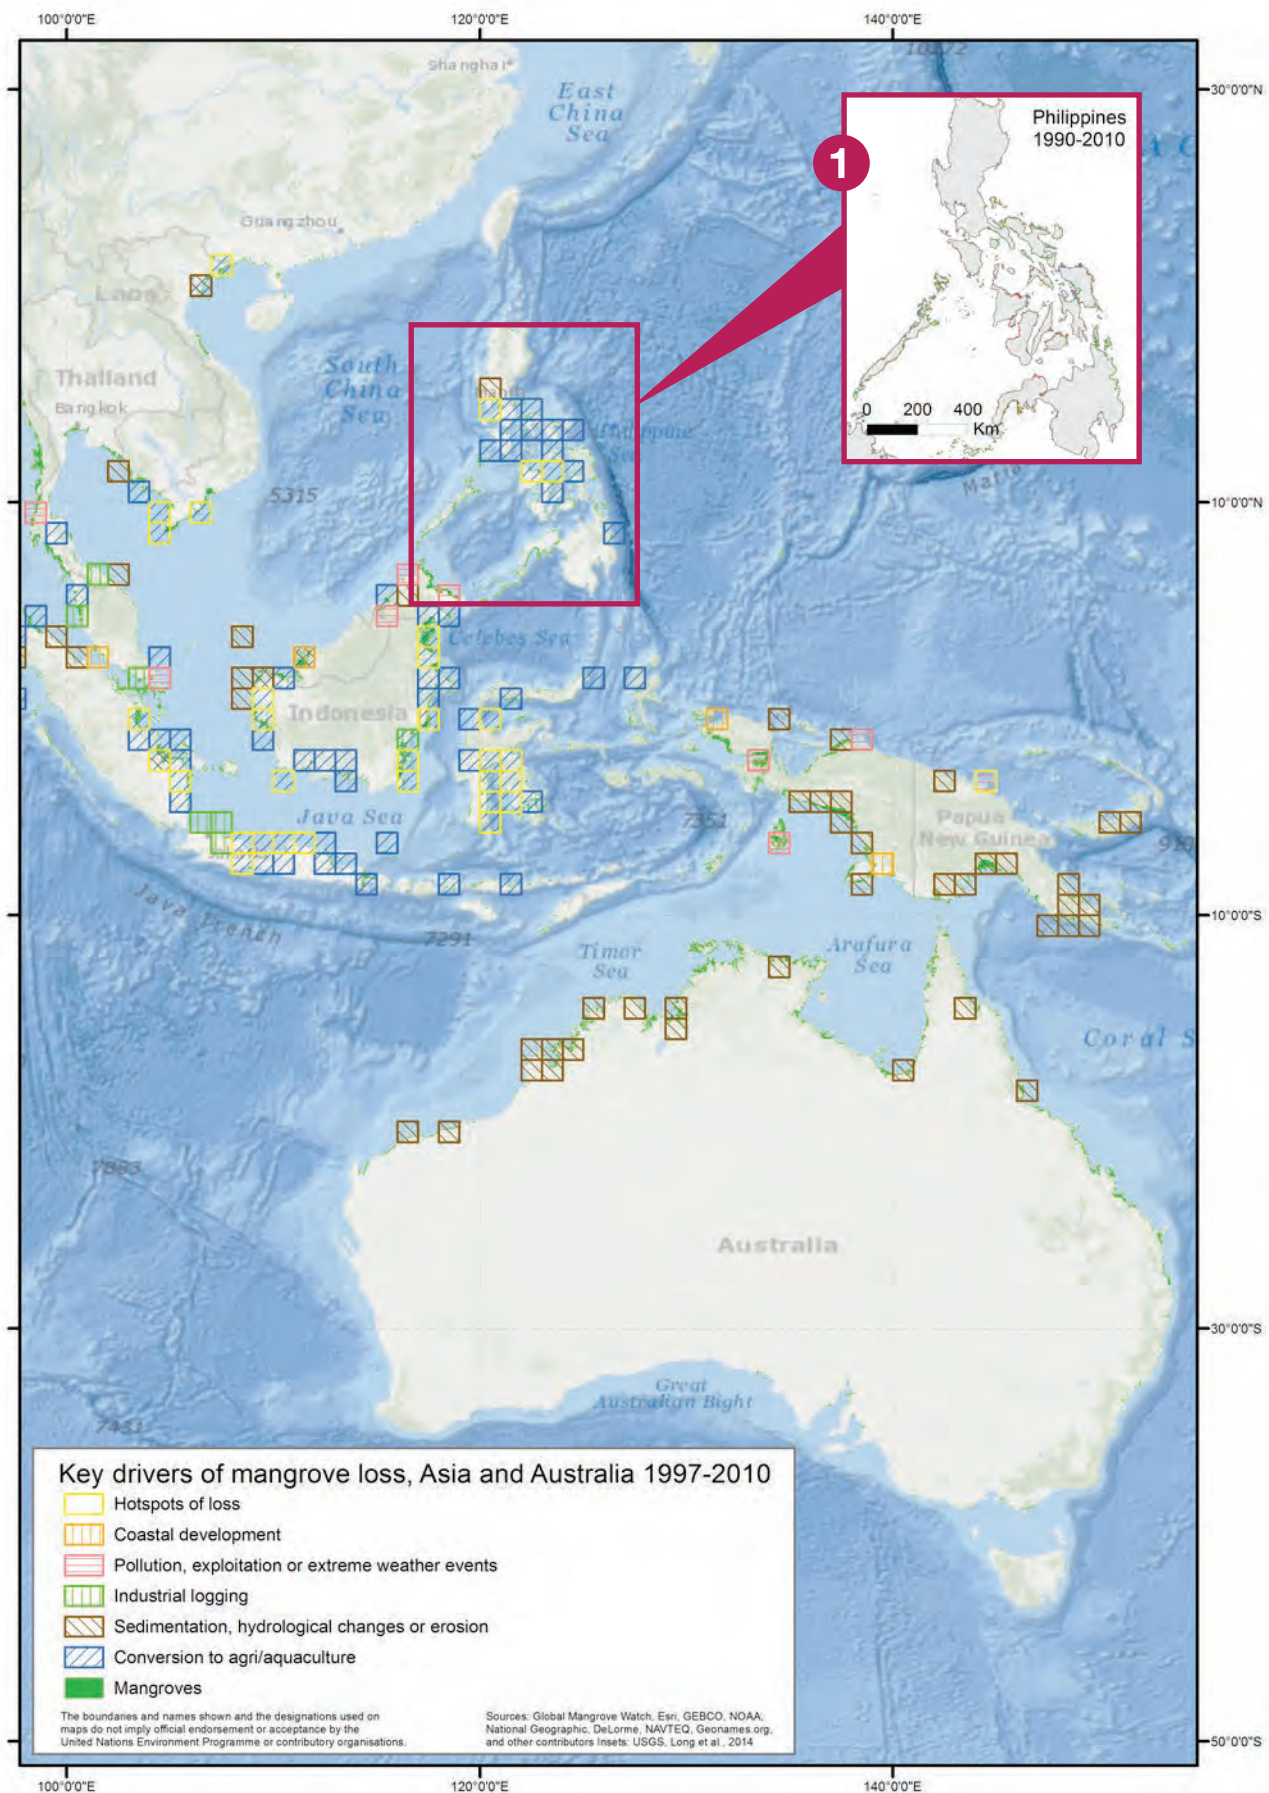 100°0'0"E
120°0'0"E
140°0'0"E
Shanghai
East
China
Sea
30°0'0"N
1
Philippines
1990-2010
Guangzhou
Laos
Thailand
Bangkok
South
China
Sea
5315
0 200 400
Km
Philippine
10°0'0"N
Celebes Sea
Indonesia
Java Sea
7351
Papua
New Guinea
910
Java Trench
7291
10°0'0"S
Timor
Sea
Arafura
Sea
Coral S
7883
Australia
30°0'0"S
Great
Australian Bight
7431
Key drivers of mangrove loss, Asia and Australia 1997-2010
Hotspots of loss
Coastal development
Pollution, exploitation or extreme weather events
Industrial logging
Sedimentation, hydrological changes or erosion
Conversion to agri/aquaculture
Mangroves
The boundaries and names shown and the designations used on
maps do not imply official endorsement or acceptance by the
United Nations Environment Programme or contributory organisations.
Sources: Global Mangrove Watch, Esri, GEBCO, NOAA,
National Geographic, DeLorme, NAVTEQ, Geonames.org,
and other contributors Insets: USGS, Long et al., 2014
50°0'0"S
100°0'0"E
120°0'0"E
140°0'0"E